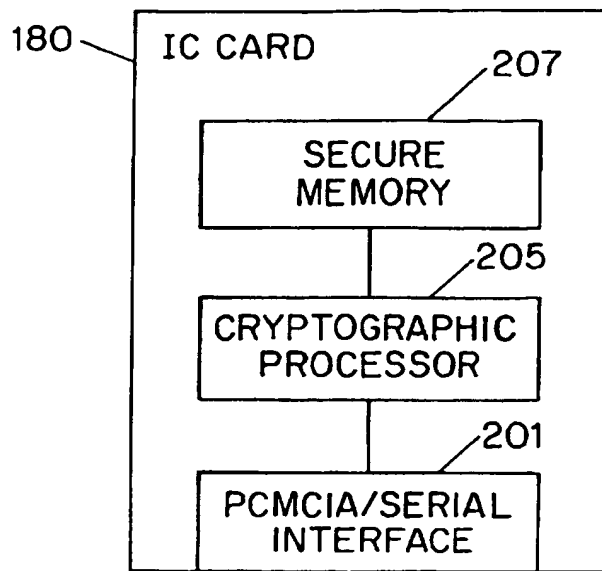 180
IC CARD
207
SECURE
MEMORY
205
CRYPTOGRAPHIC
PROCESSOR
201
PCMCIA/SERIAL
INTERFACE